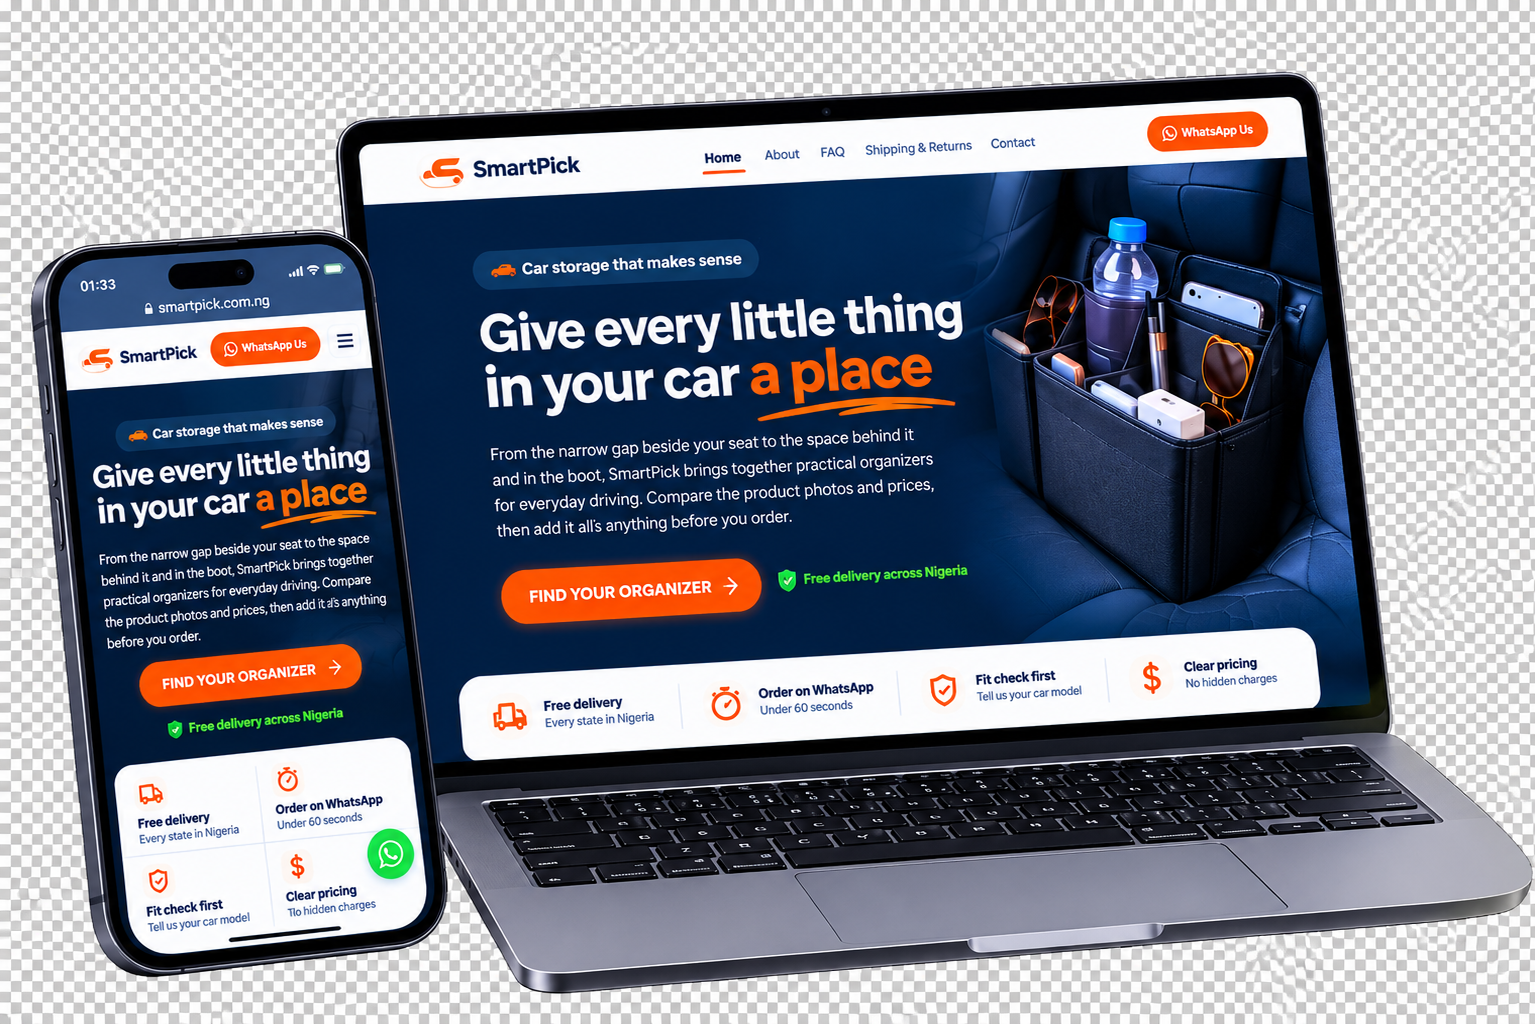 SmartPick
Home
About
FAQ
Shipping & Returns
Contact
WhatsApp Us
Car storage that makes sense
Give every little thing
in your car a place
From the narrow gap beside your seat to the space behind it
and in the boot, SmartPick brings together practical organizers
for everyday driving. Compare the product photos and prices,
then add it all's anything before you order.
FIND YOUR ORGANIZER
Free delivery across Nigeria
Free delivery
Every state in Nigeria
Order on WhatsApp
Under 60 seconds
Fit check first
Tell us your car model
Clear pricing
No hidden charges
01:33
smartpick.com.ng
SmartPick
WhatsApp Us
Car storage that makes sense
Give every little thing
in your car a place
From the narrow gap beside your seat to the space
behind it and in the boot, SmartPick brings together
practical organizers for everyday driving. Compare
the product photos and prices, then add it al's anything
before you order.
FIND YOUR ORGANIZER
Free delivery across Nigeria
Free delivery
Every state in Nigeria
Order on WhatsApp
Under 60 seconds
Fit check first
Tell us your car model
Clear pricing
Tlo hidden charges